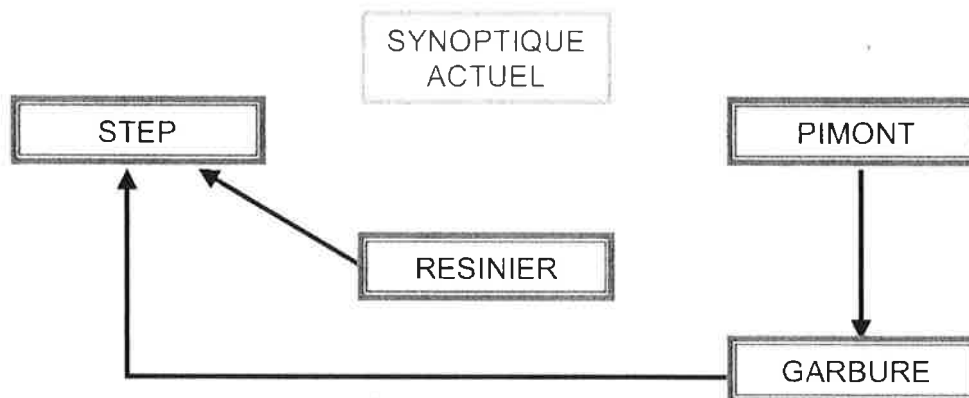 SYNOPTIQUE
ACTUEL
STEP
PIMONT
RESINIER
GARBURE